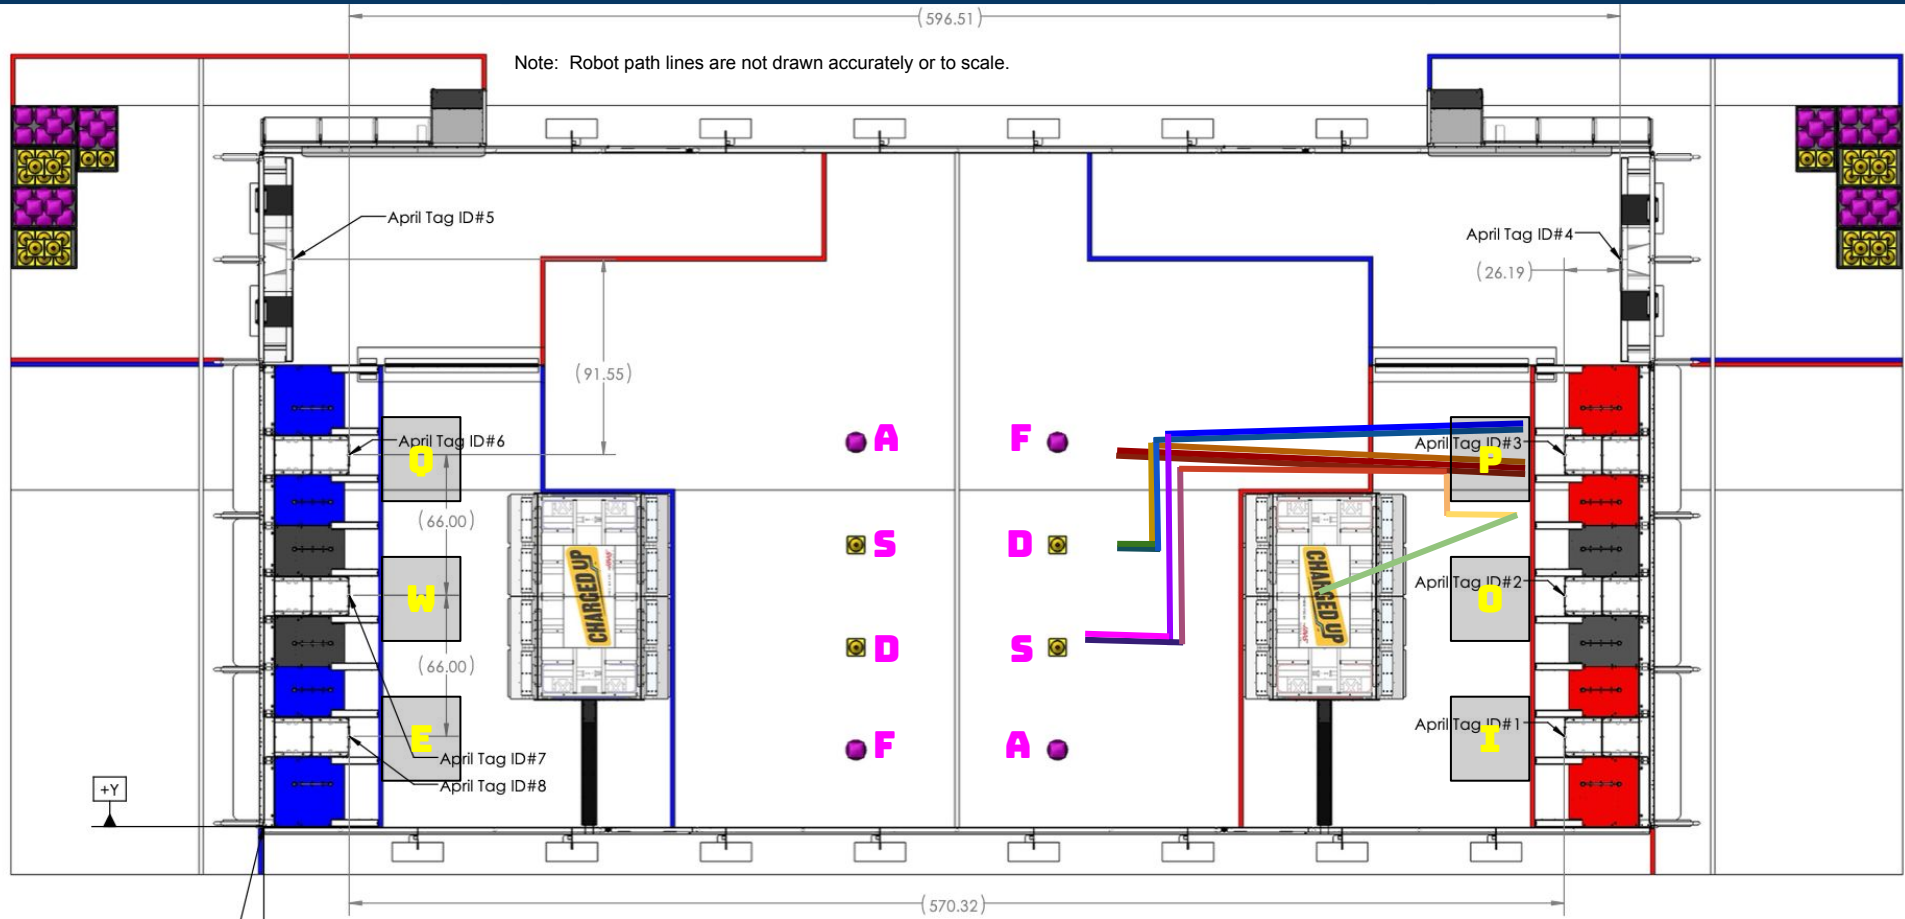 (596.51)
Note: Robot path lines are not drawn accurately or to scale.
April Tag ID#5
April Tag ID#4
(26.19)
(91.55)
April Tag ID#6
A
F
April Tag ID#3
Q
P
(66.00)
S
D
April Tag ID#2
W
O
CHARGED UP
CHARGED UP
D
S
(66.00)
April Tag ID#1
E
I
F
A
April Tag ID#7
April Tag ID#8
+Y
(570.32)